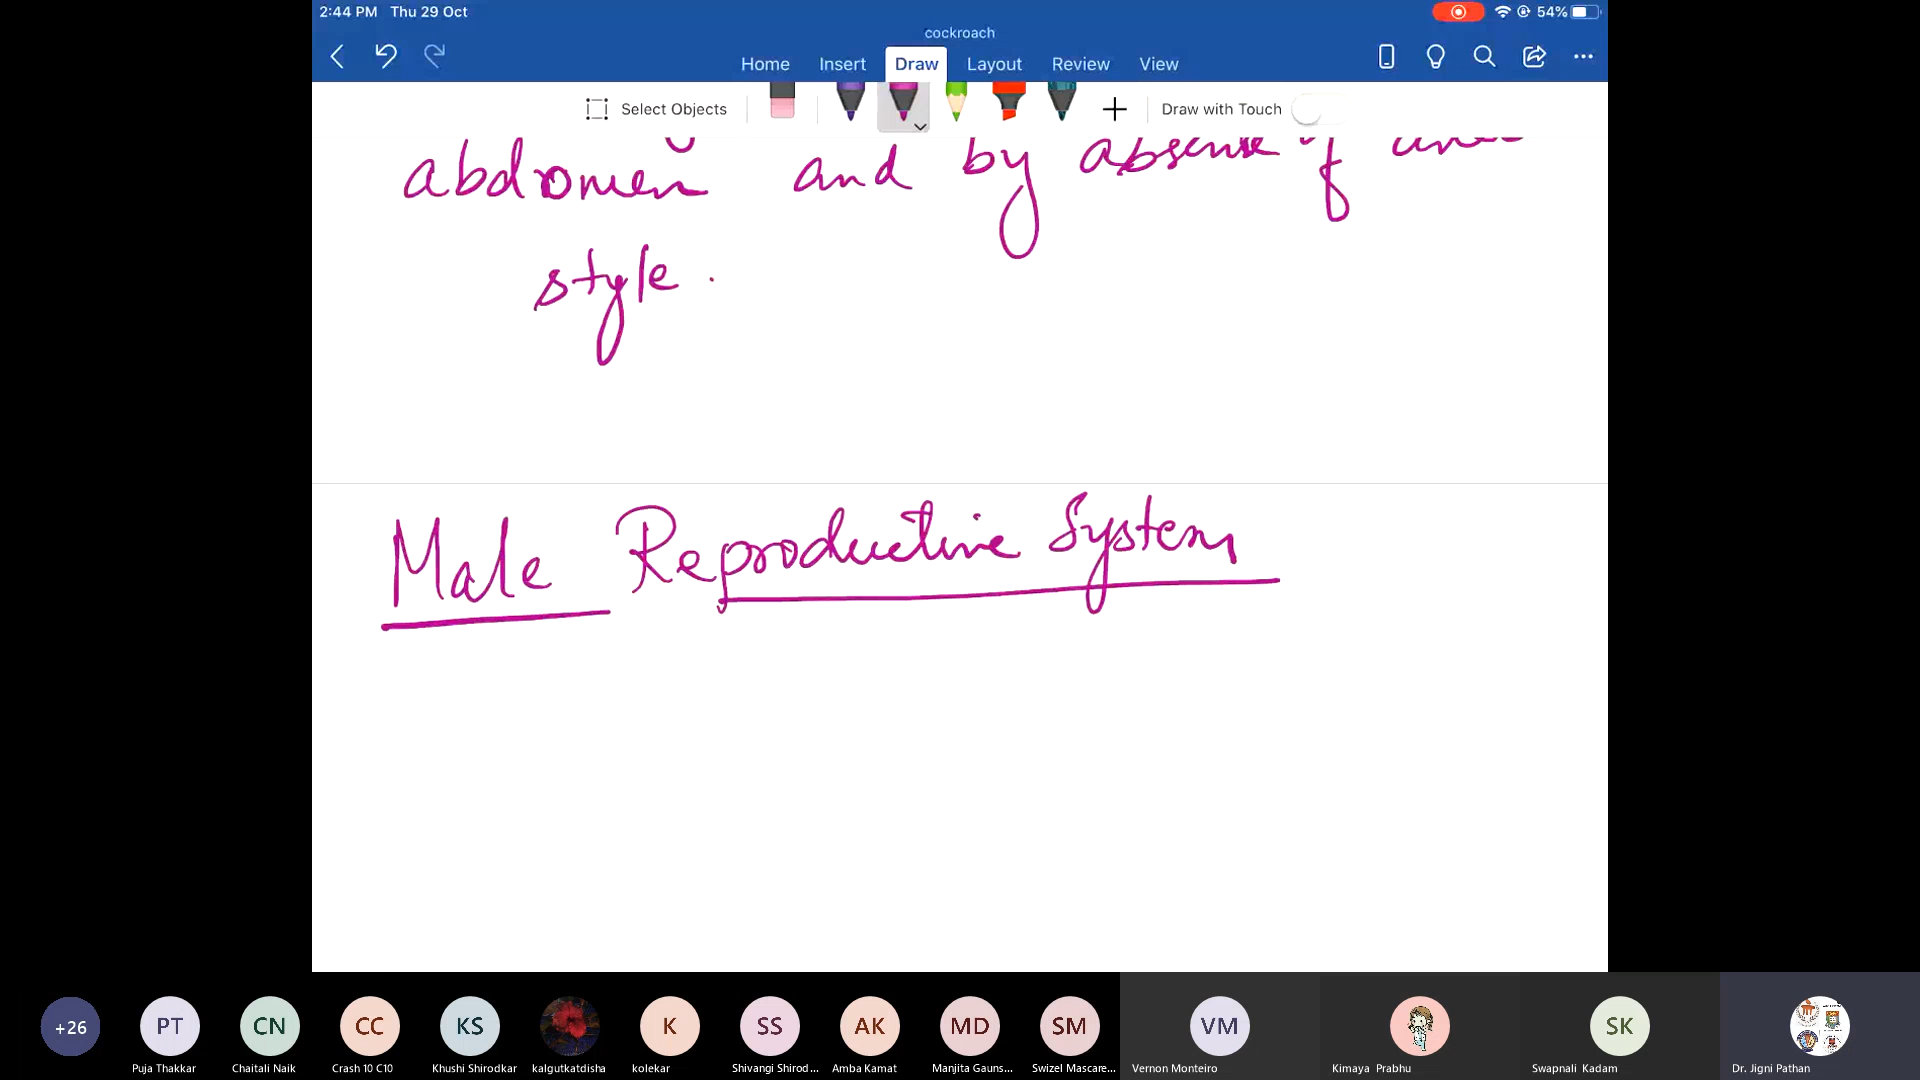 2:44 PM Thu 29 Oct
54%
cockroach
Home Insert Draw Layout Review View
Select Objects
Draw with Touch
abdomen and by absense of
style.
Male Reproductive System
+26
PT
CN
CC
KS
K
SS
AK
MD
SM
VM
SK
Puja Thakkar
Chaitali Naik
Crash 10 C10
Khushi Shirodkar
kalgutkatdisha
kolekar
Shivangi Shirod...
Amba Kamat
Manjita Gauns...
Swizel Mascare...
Vernon Monteiro
Kimaya Prabhu
Swapnali Kadam
Dr. Jigni Pathan